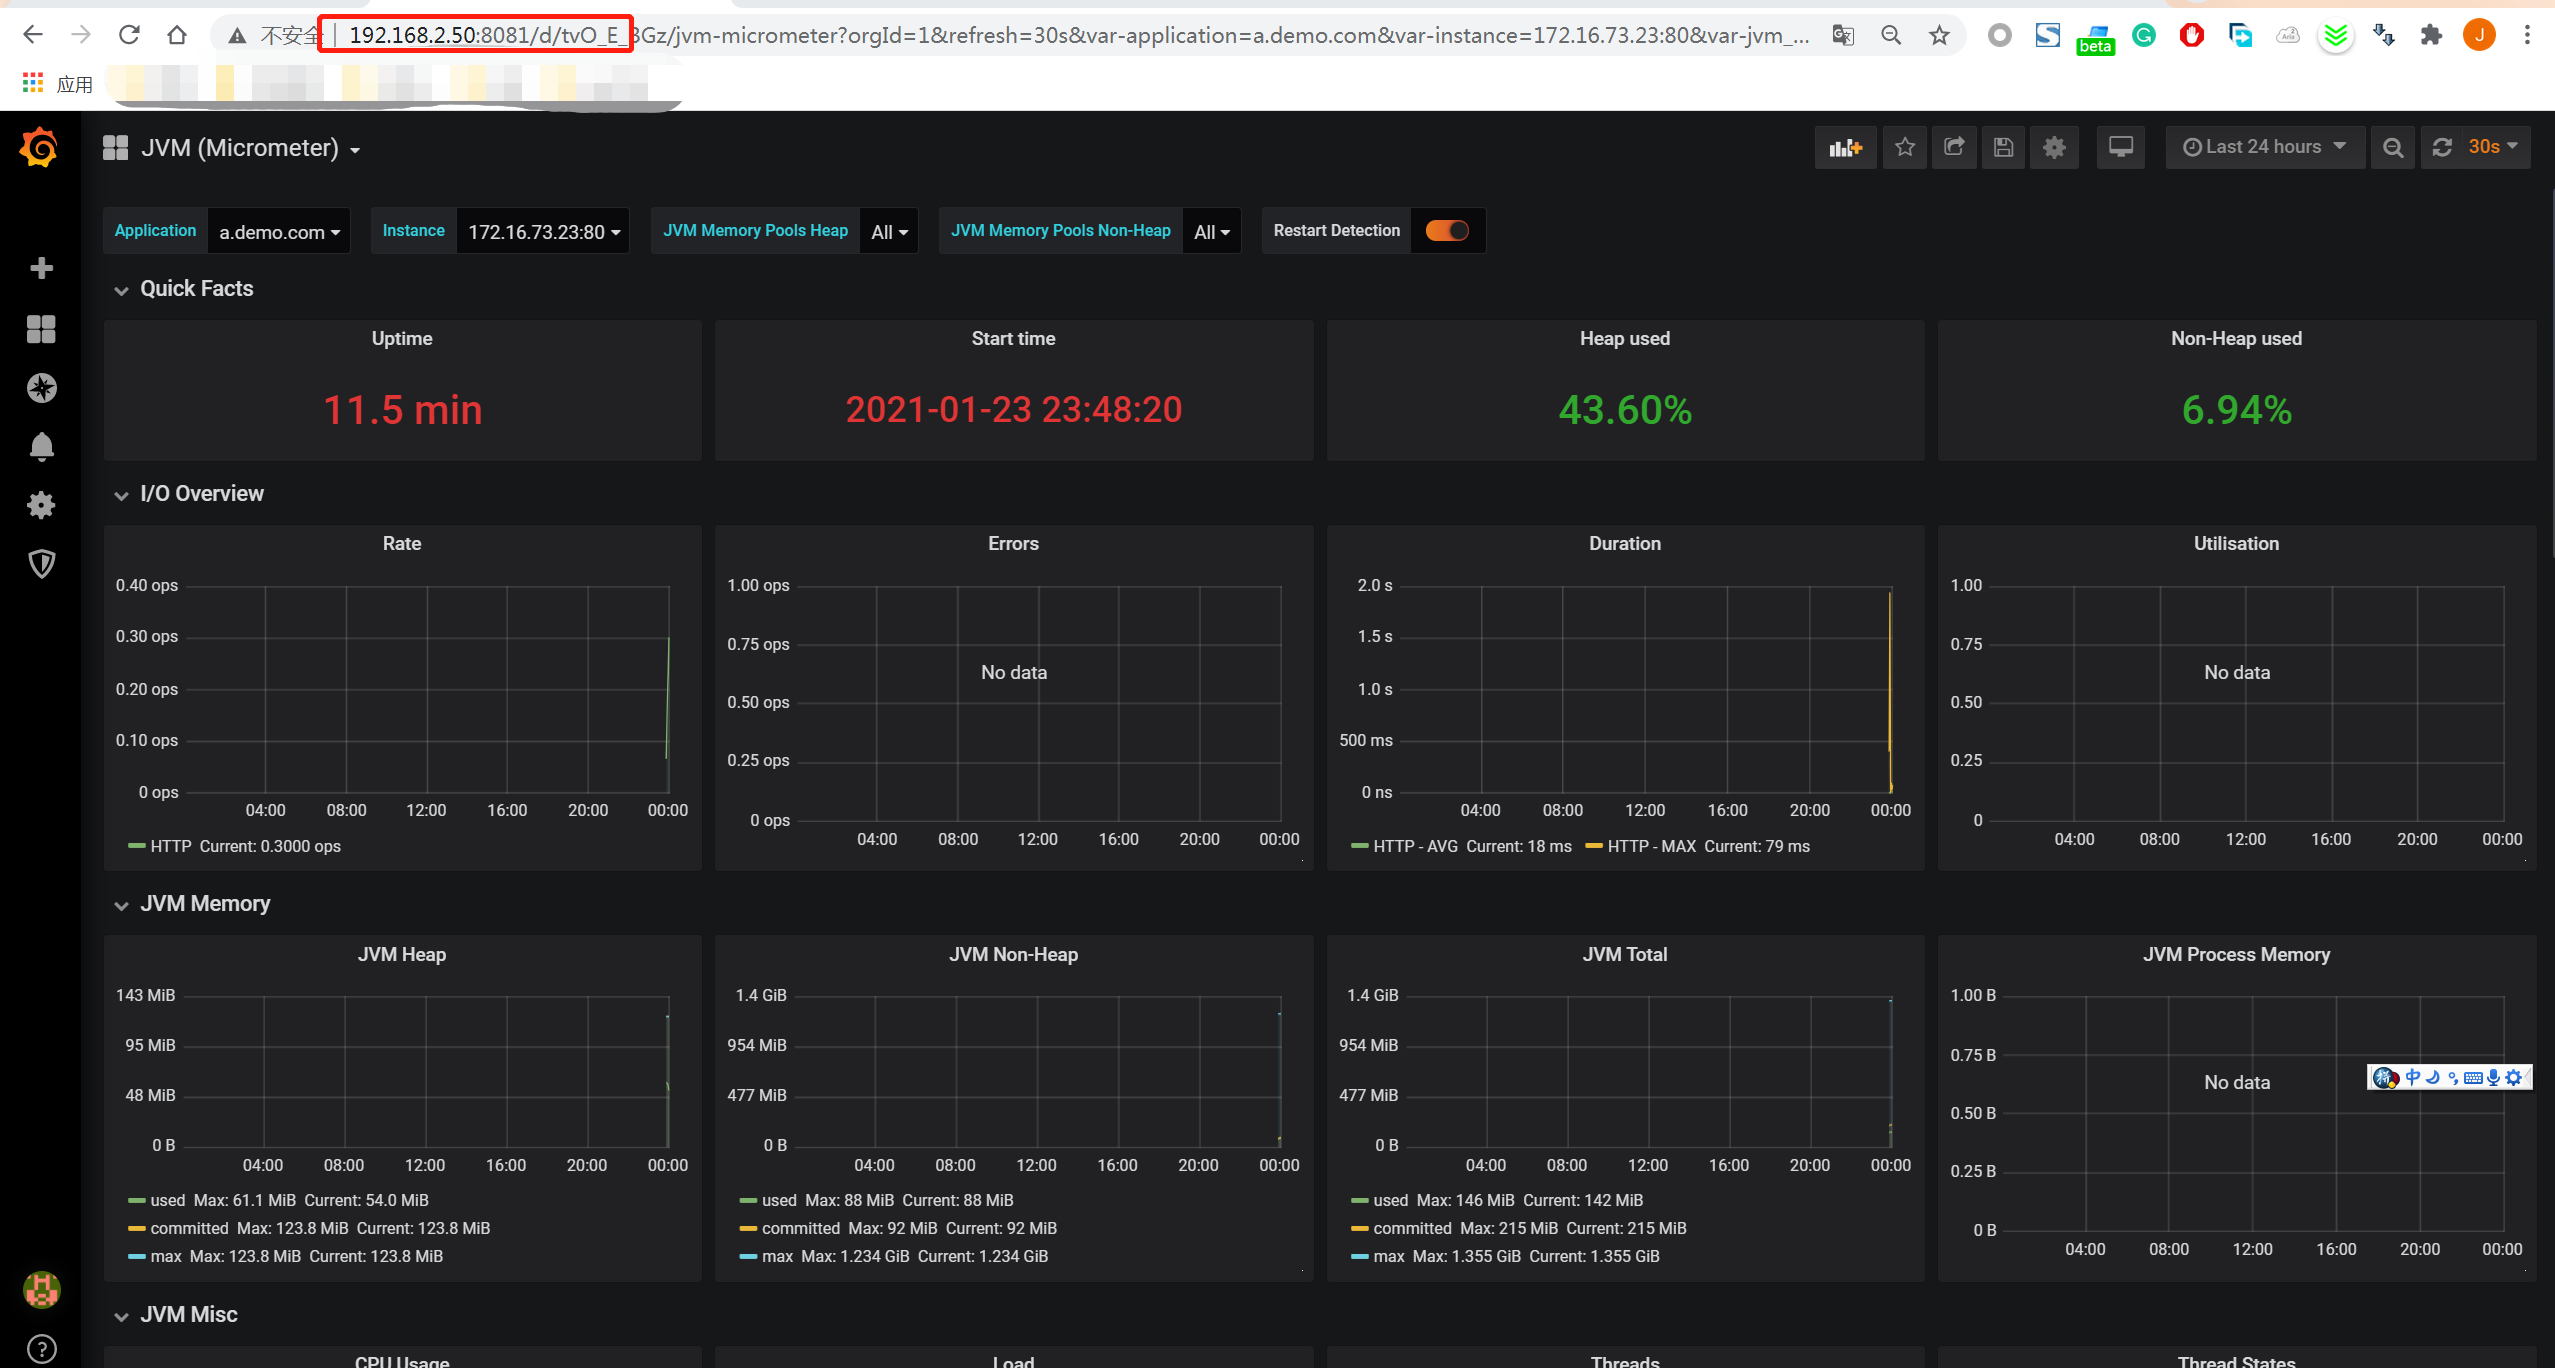 不安全 192.168.2.50:8081/d/tvO_E_3Gz/jvm-micrometer?orgId=1&refresh=30s&var-application=a.demo.com&var-instance=172.16.73.23:80&var-jvm_...
beta
J
应用
JVM (Micrometer)
Last 24 hours
30s
Application a.demo.com Instance 172.16.73.23:80 JVM Memory Pools Heap All JVM Memory Pools Non-Heap All Restart Detection
Quick Facts
Uptime
11.5 min
Start time
2021-01-23 23:48:20
Heap used
43.60%
Non-Heap used
6.94%
I/O Overview
Rate
0.40 ops
0.30 ops
0.20 ops
0.10 ops
0 ops
04:00 08:00 12:00 16:00 20:00 00:00
HTTP Current: 0.3000 ops
Errors
1.00 ops
0.75 ops
No data
0.50 ops
0.25 ops
0 ops
04:00 08:00 12:00 16:00 20:00 00:00
Duration
2.0 s
1.5 s
1.0 s
500 ms
0 ns
04:00 08:00 12:00 16:00 20:00 00:00
HTTP - AVG Current: 18 ms HTTP - MAX Current: 79 ms
Utilisation
1.00
0.75
No data
0.50
0.25
0
04:00 08:00 12:00 16:00 20:00 00:00
JVM Memory
JVM Heap
143 MiB
95 MiB
48 MiB
0 B
04:00 08:00 12:00 16:00 20:00 00:00
used Max: 61.1 MiB Current: 54.0 MiB
committed Max: 123.8 MiB Current: 123.8 MiB
max Max: 123.8 MiB Current: 123.8 MiB
JVM Non-Heap
1.4 GiB
954 MiB
477 MiB
0 B
04:00 08:00 12:00 16:00 20:00 00:00
used Max: 88 MiB Current: 88 MiB
committed Max: 92 MiB Current: 92 MiB
max Max: 1.234 GiB Current: 1.234 GiB
JVM Total
1.4 GiB
954 MiB
477 MiB
0 B
04:00 08:00 12:00 16:00 20:00 00:00
used Max: 146 MiB Current: 142 MiB
committed Max: 215 MiB Current: 215 MiB
max Max: 1.355 GiB Current: 1.355 GiB
JVM Process Memory
1.00 B
0.75 B
No data
0.50 B
0.25 B
0 B
04:00 08:00 12:00 16:00 20:00 00:00
中
JVM Misc
CPU Usage
Load
Threads
Thread States